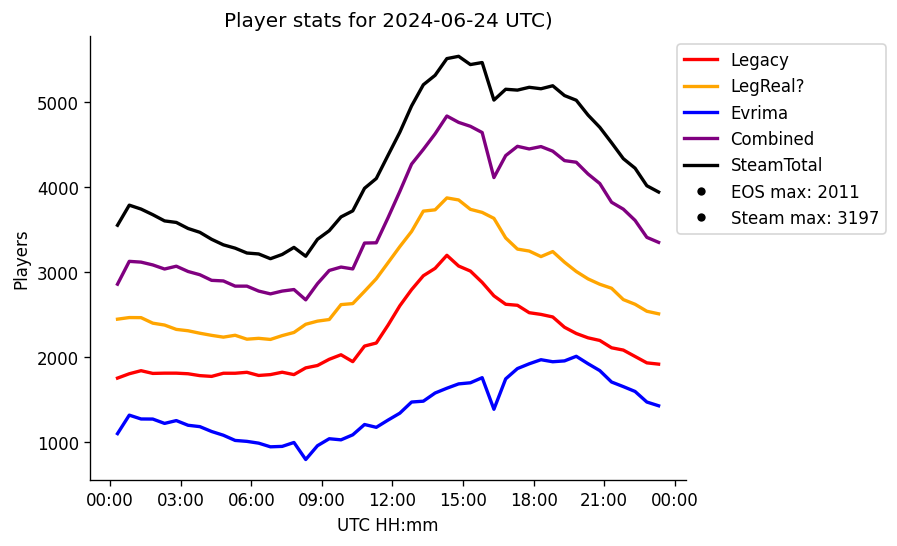 Player stats for 2024-06-24 UTC)
Legacy
LegReal?
Evrima
Combined
SteamTotal
EOS max: 2011
Steam max: 3197
Players
5000
4000
3000
2000
1000
00:00 03:00 06:00 09:00 12:00 15:00 18:00 21:00 00:00
UTC HH:mm